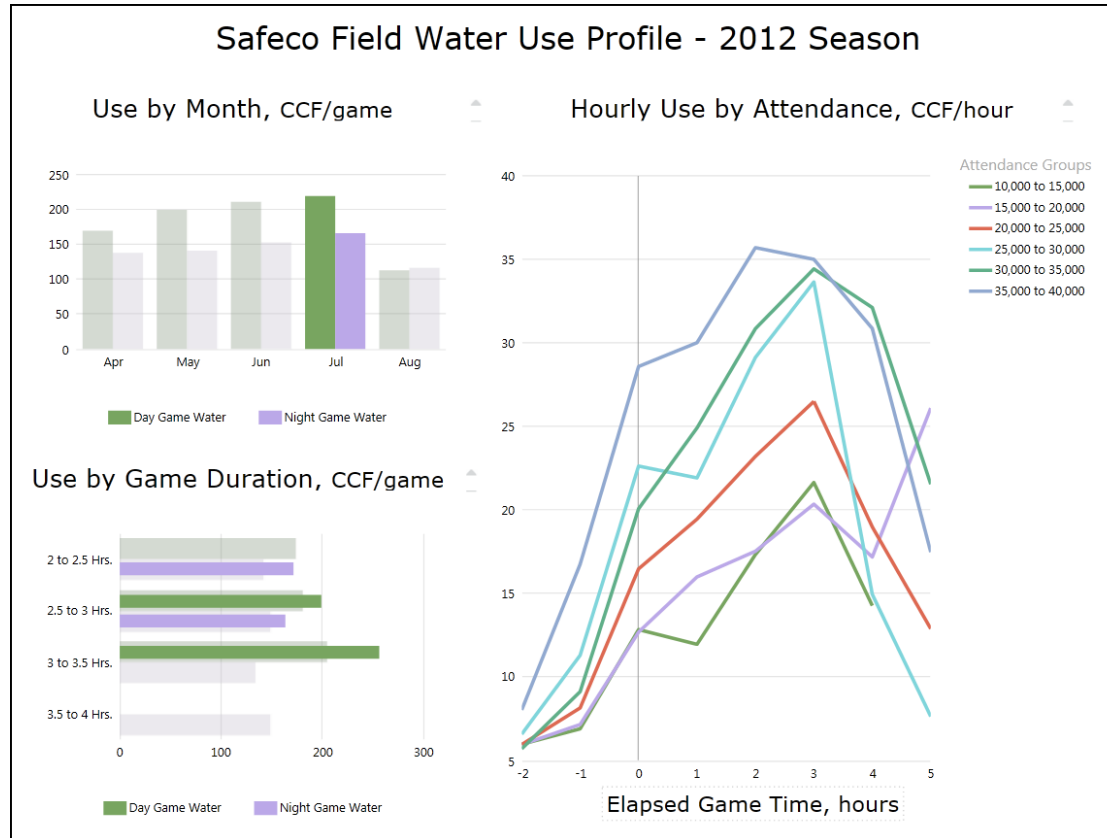 Safeco Field Water Use Profile - 2012 Season
Use by Month, CCF/game
250
200
150
100
50
0
Apr
May
Jun
Jul
Aug
Day Game Water
Night Game Water
Use by Game Duration, CCF/game
2 to 2.5 Hrs.
2.5 to 3 Hrs.
3 to 3.5 Hrs.
3.5 to 4 Hrs.
0
100
200
300
Day Game Water
Night Game Water
Hourly Use by Attendance, CCF/hour
Attendance Groups
10,000 to 15,000
15,000 to 20,000
20,000 to 25,000
25,000 to 30,000
30,000 to 35,000
35,000 to 40,000
40
35
30
25
20
15
10
5
-2
-1
0
1
2
3
4
5
Elapsed Game Time, hours